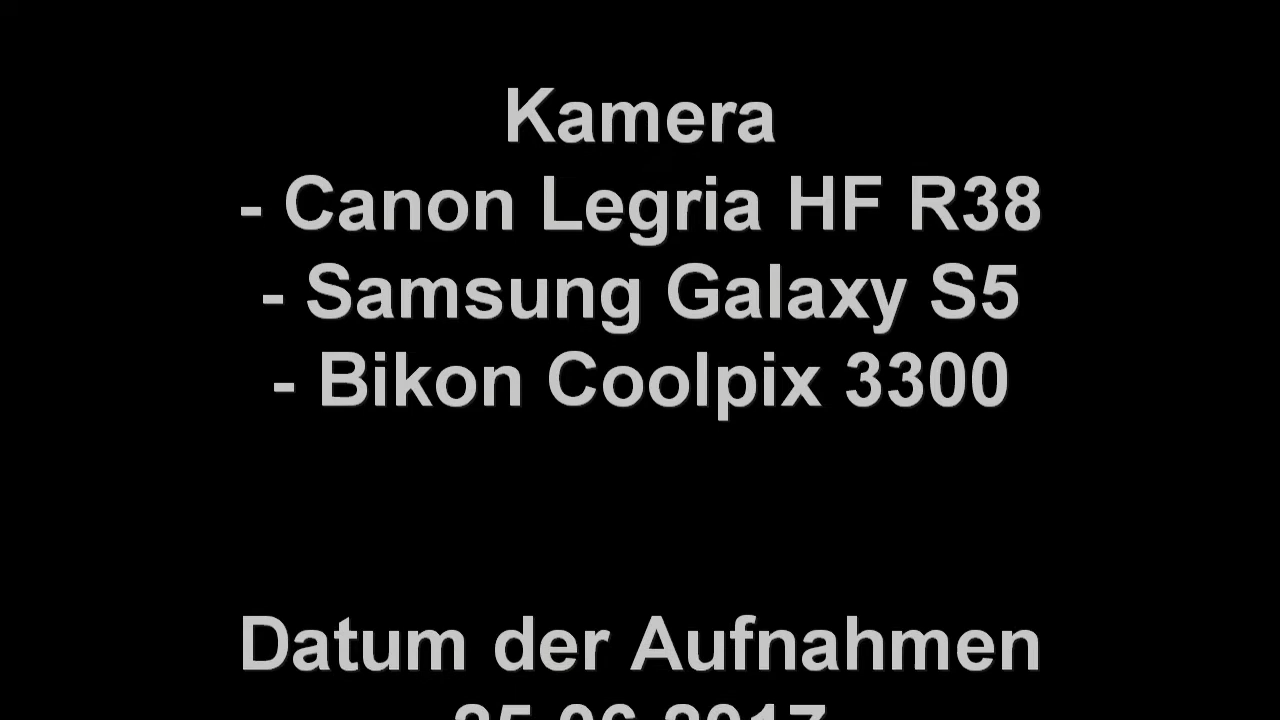 Kamera
- Canon Legria HF R38
- Samsung Galaxy S5
- Bikon Coolpix 3300
Datum der Aufnahmen